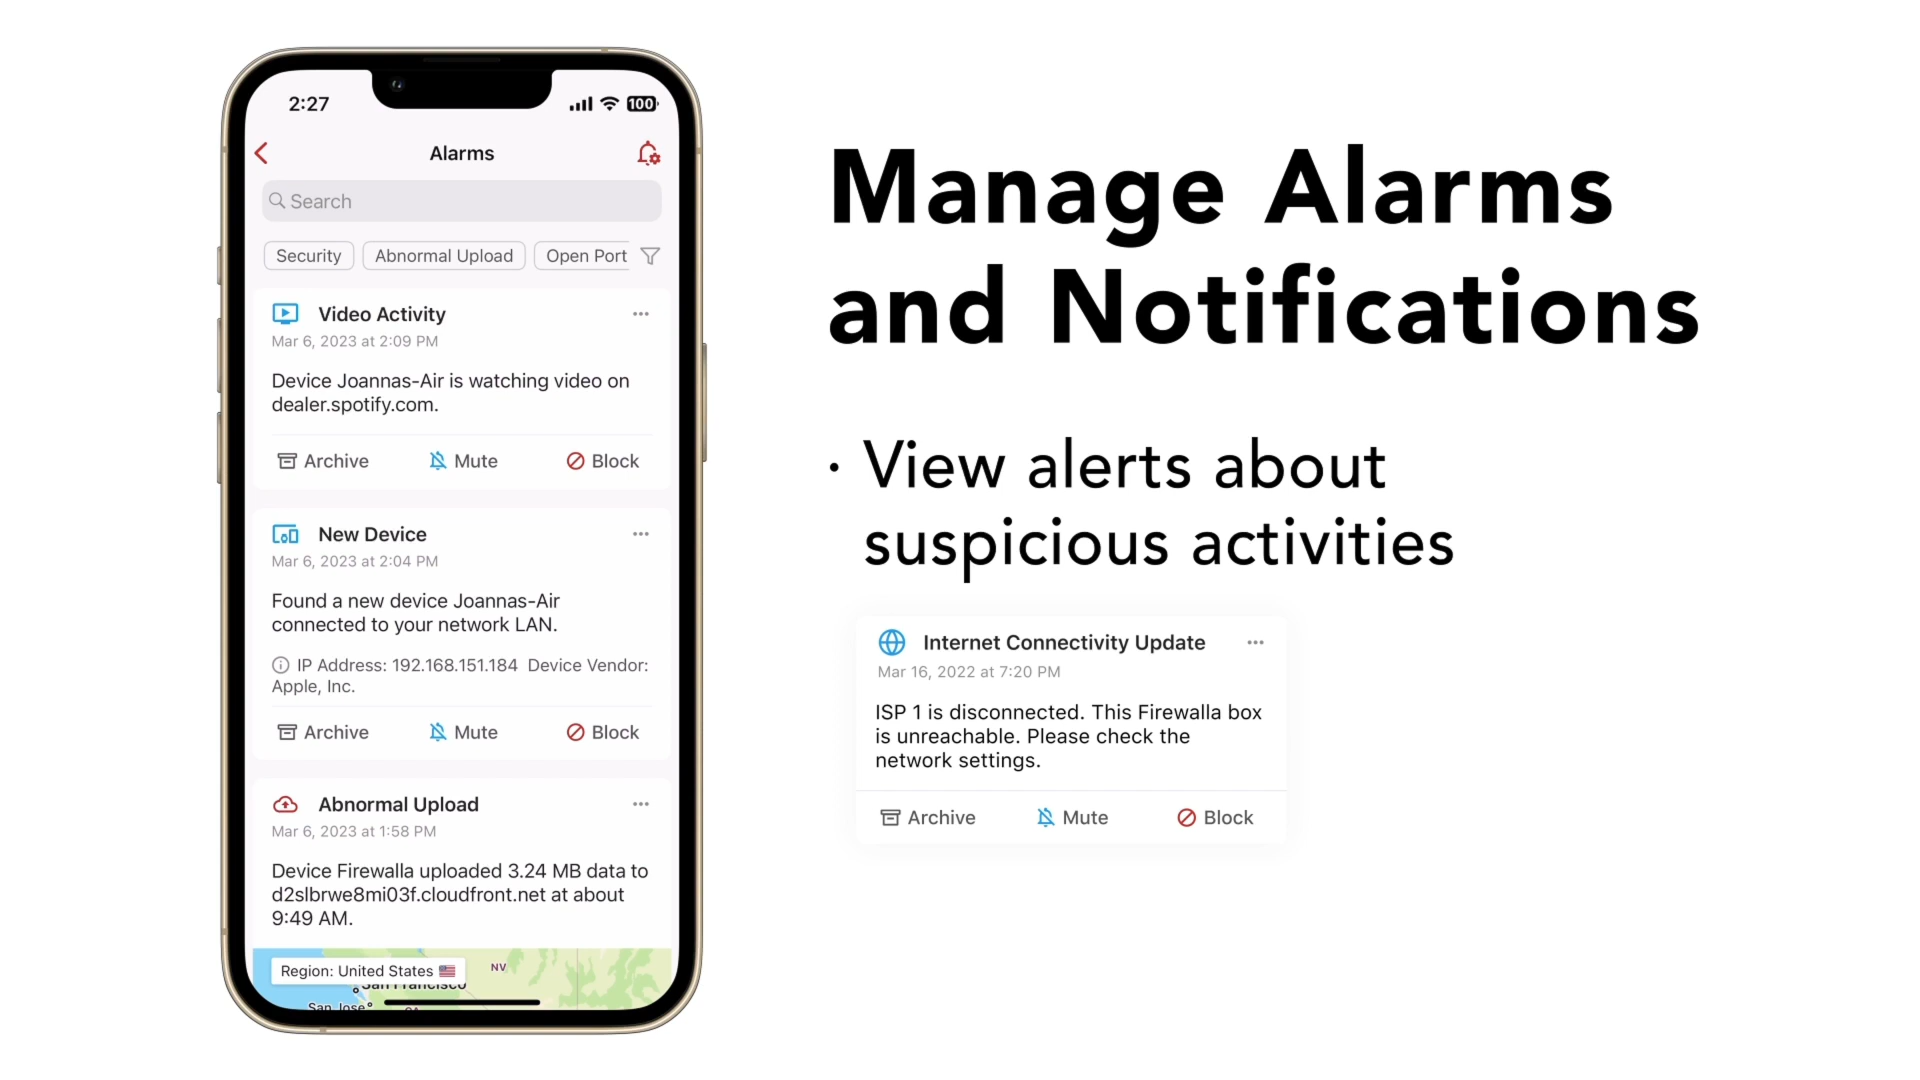 2:27
100
Alarms
Search
Security
Abnormal Upload
Open Port
Video Activity
Mar 6, 2023 at 2:09 PM
Device Joannas-Air is watching video on
dealer.spotify.com.
Archive
Mute
Block
New Device
Mar 6, 2023 at 2:04 PM
Found a new device Joannas-Air
connected to your network LAN.
IP Address: 192.168.151.184 Device Vendor:
Apple, Inc.
Archive
Mute
Block
Abnormal Upload
Mar 6, 2023 at 1:58 PM
Device Firewalla uploaded 3.24 MB data to
d2slbrwe8mi03f.cloudfront.net at about
9:49 AM.
Region: United States
NV
San Francisco
San Jose
Manage Alarms
and Notifications
· View alerts about
suspicious activities
Internet Connectivity Update
Mar 16, 2022 at 7:20 PM
ISP 1 is disconnected. This Firewalla box
is unreachable. Please check the
network settings.
Archive
Mute
Block